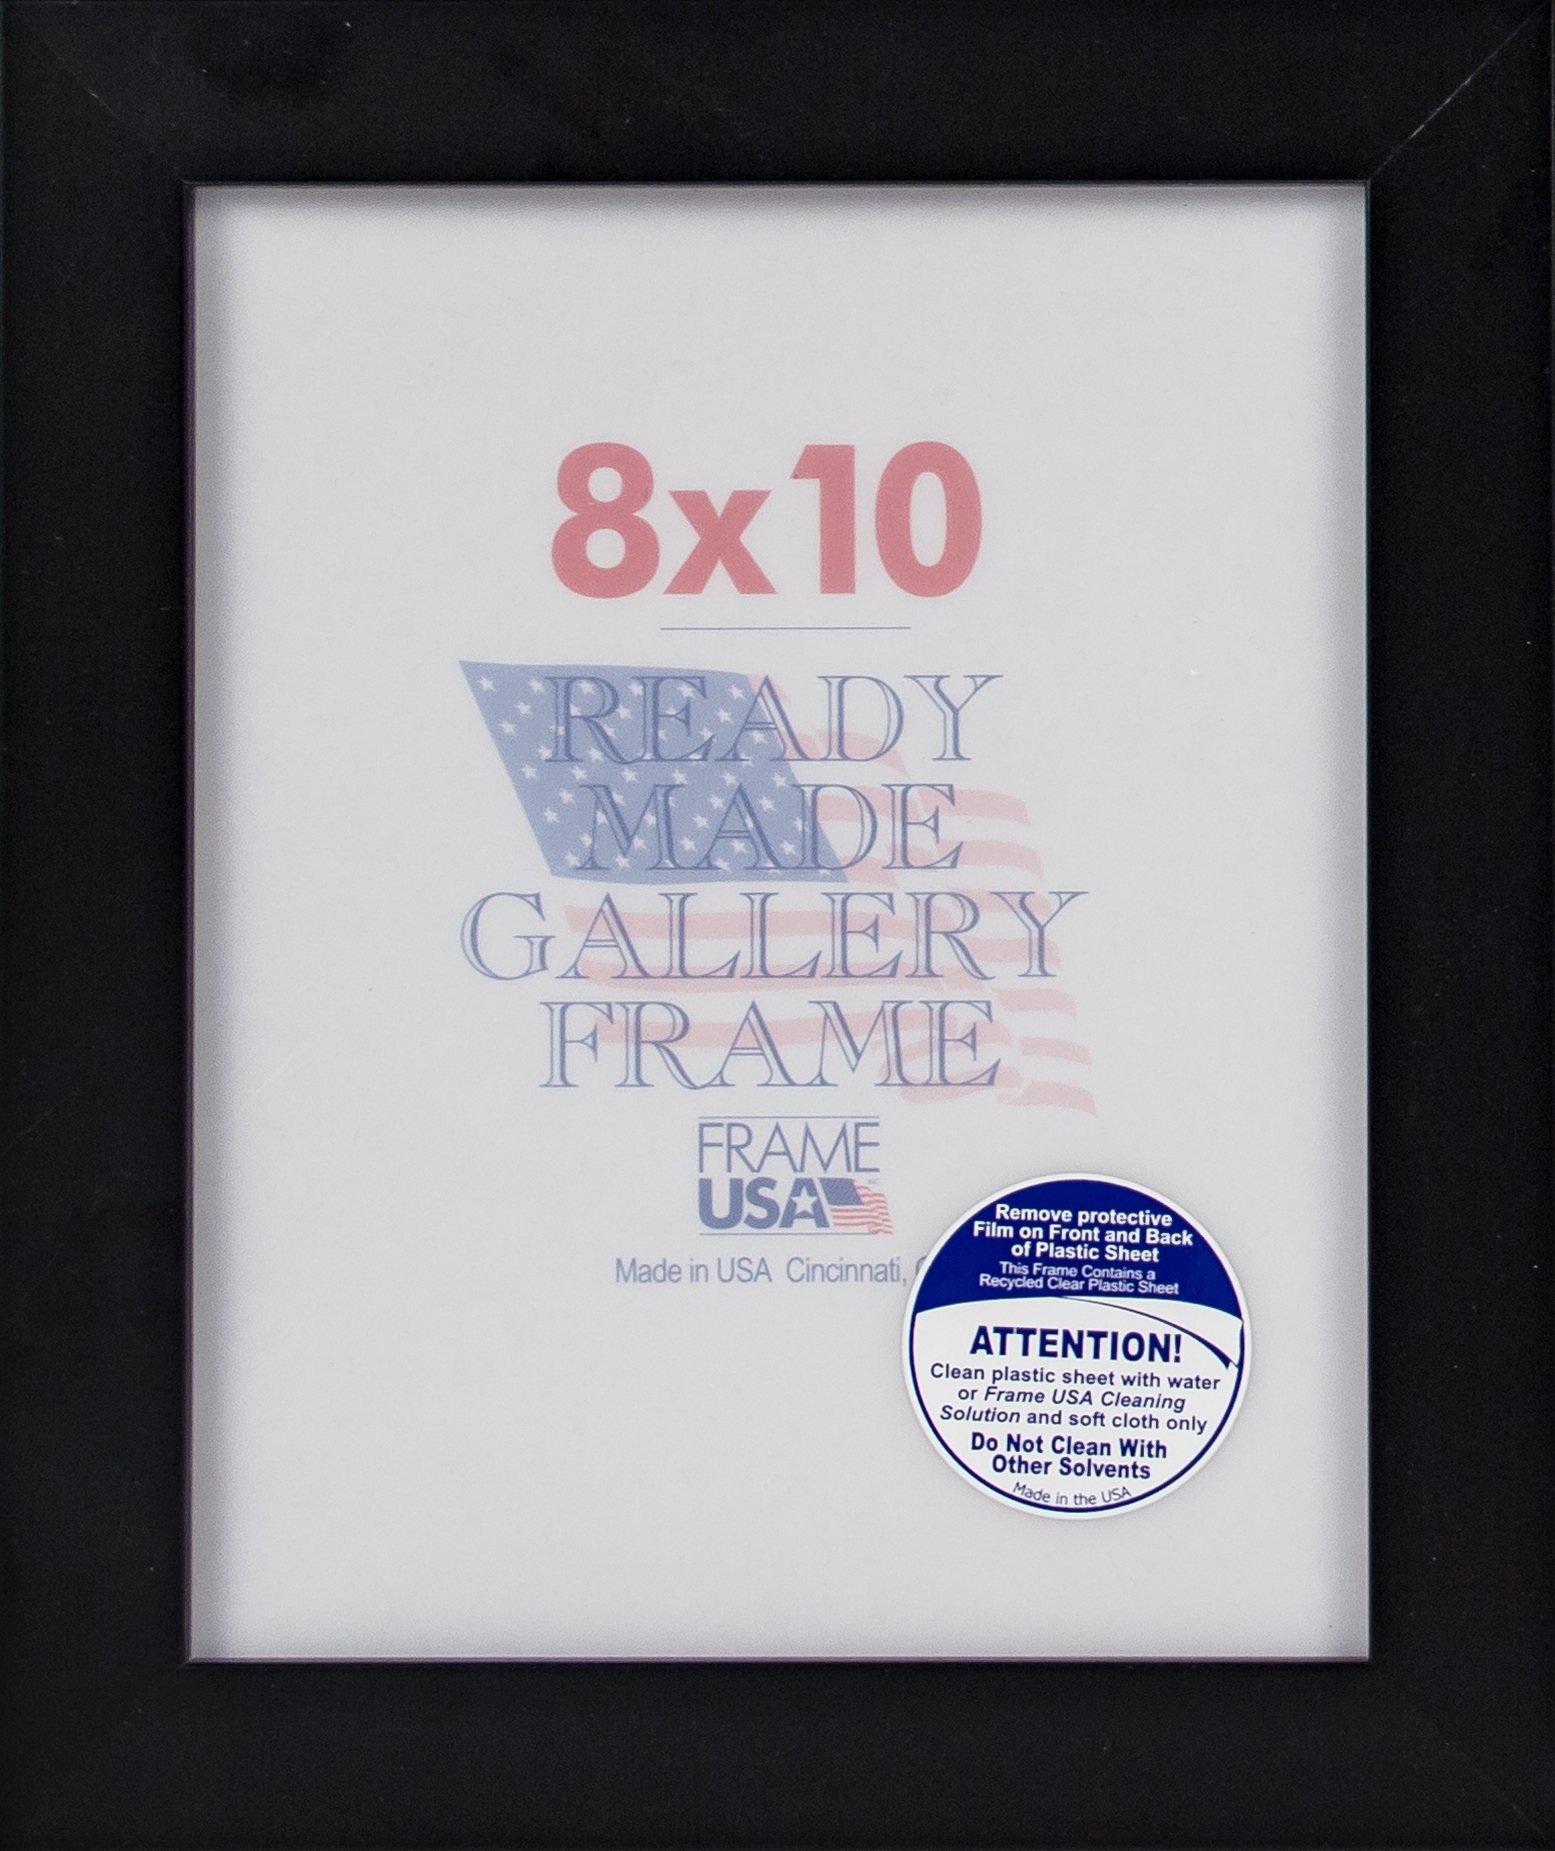 8x10
READY
MADE
GALLERY
FRAME
FRAME
USA
INC
Made in USA Cincinnati,
Remove protective
Film on Front and Back
of Plastic Sheet
This Frame Contains a
Recycled Clear Plastic Sheet
ATTENTION!
Clean plastic sheet with water
or Frame USA Cleaning
Solution and soft cloth only
Do Not Clean With
Other Solvents
Made in the USA